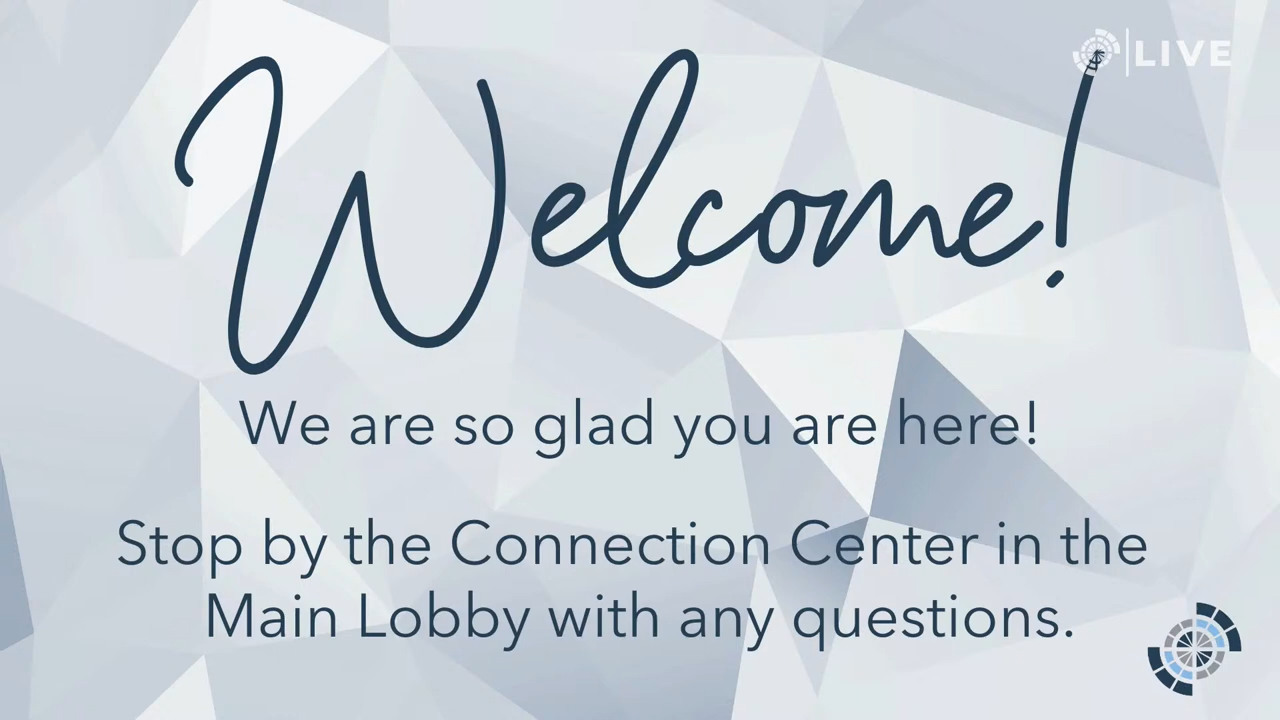 LIVE
Welcome!
We are so glad you are here!
Stop by the Connection Center in the
Main Lobby with any questions.